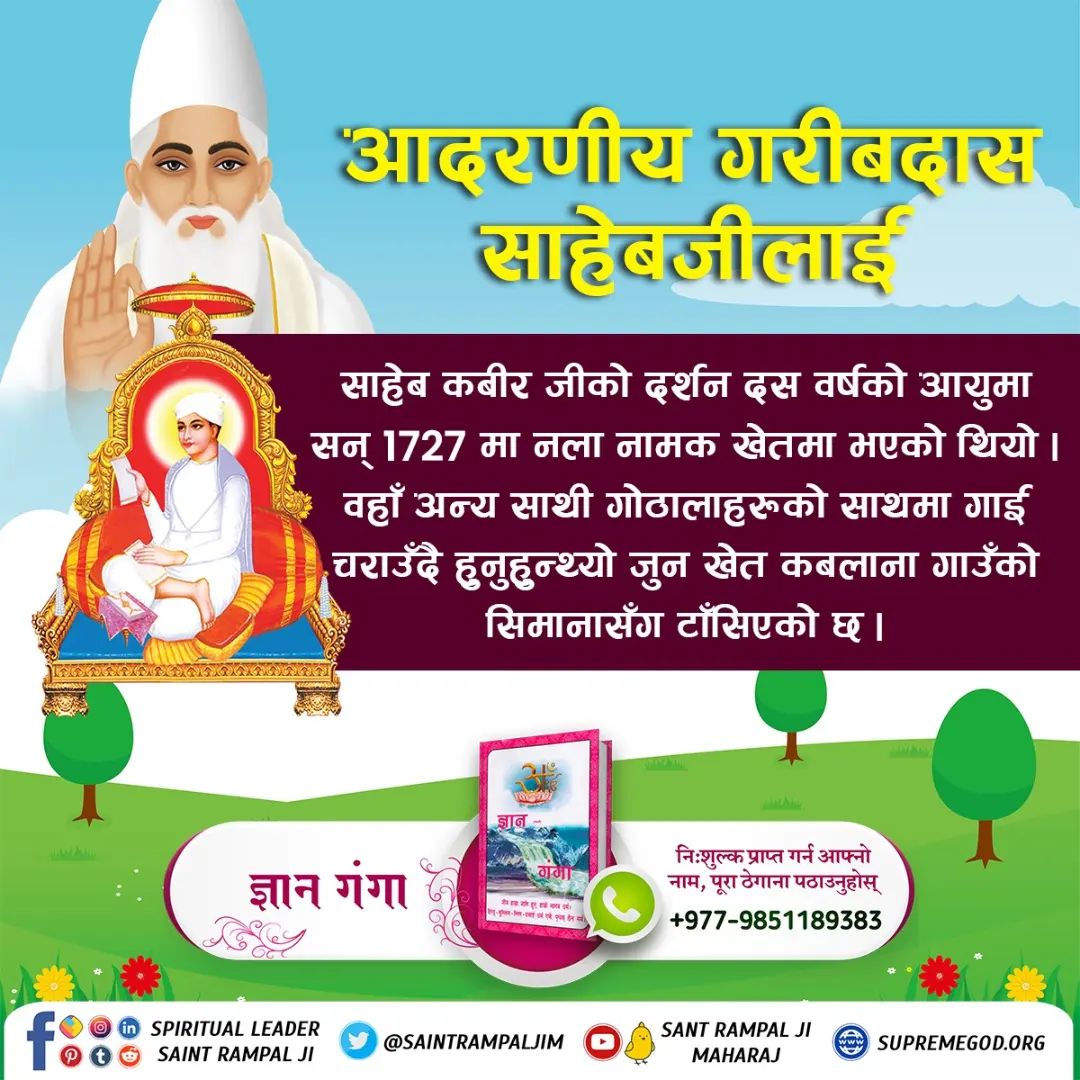 आदरणीय गरीबदास
साहेबजीलाई
साहेब कबीर जीको दर्शन दस वर्षको आयुमा
सन् 1727 मा नला नामक खेतमा भएको थियो ।
वहाँ अन्य साथी गोठालाहरूको साथमा गाई
चराउँदै हुनुहुन्थ्यो जुन खेत कबलाना गाउँको
सिमानासँग टाँसिएको छ ।
ज्ञान
गंगा
ज्ञान गंगा
निःशुल्क प्राप्त गर्न आफ्नो
नाम, पूरा ठेगाना पठाउनुहोस्
+977-9851189383
SPIRITUAL LEADER
SAINT RAMPAL JI
@SAINTRAMPALJIM
SANT RAMPAL JI
MAHARAJ
SUPREMEGOD.ORG